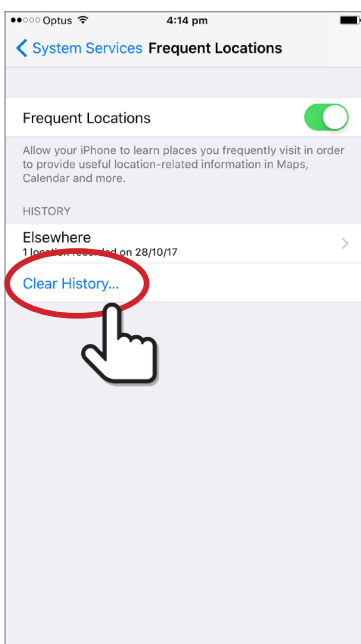 Optus 4:14 pm
System Services Frequent Locations
Frequent Locations
Allow your iPhone to learn places you frequently visit in order
to provide useful location-related information in Maps,
Calendar and more.
HISTORY
Elsewhere
1 location recorded on 28/10/17
Clear History...